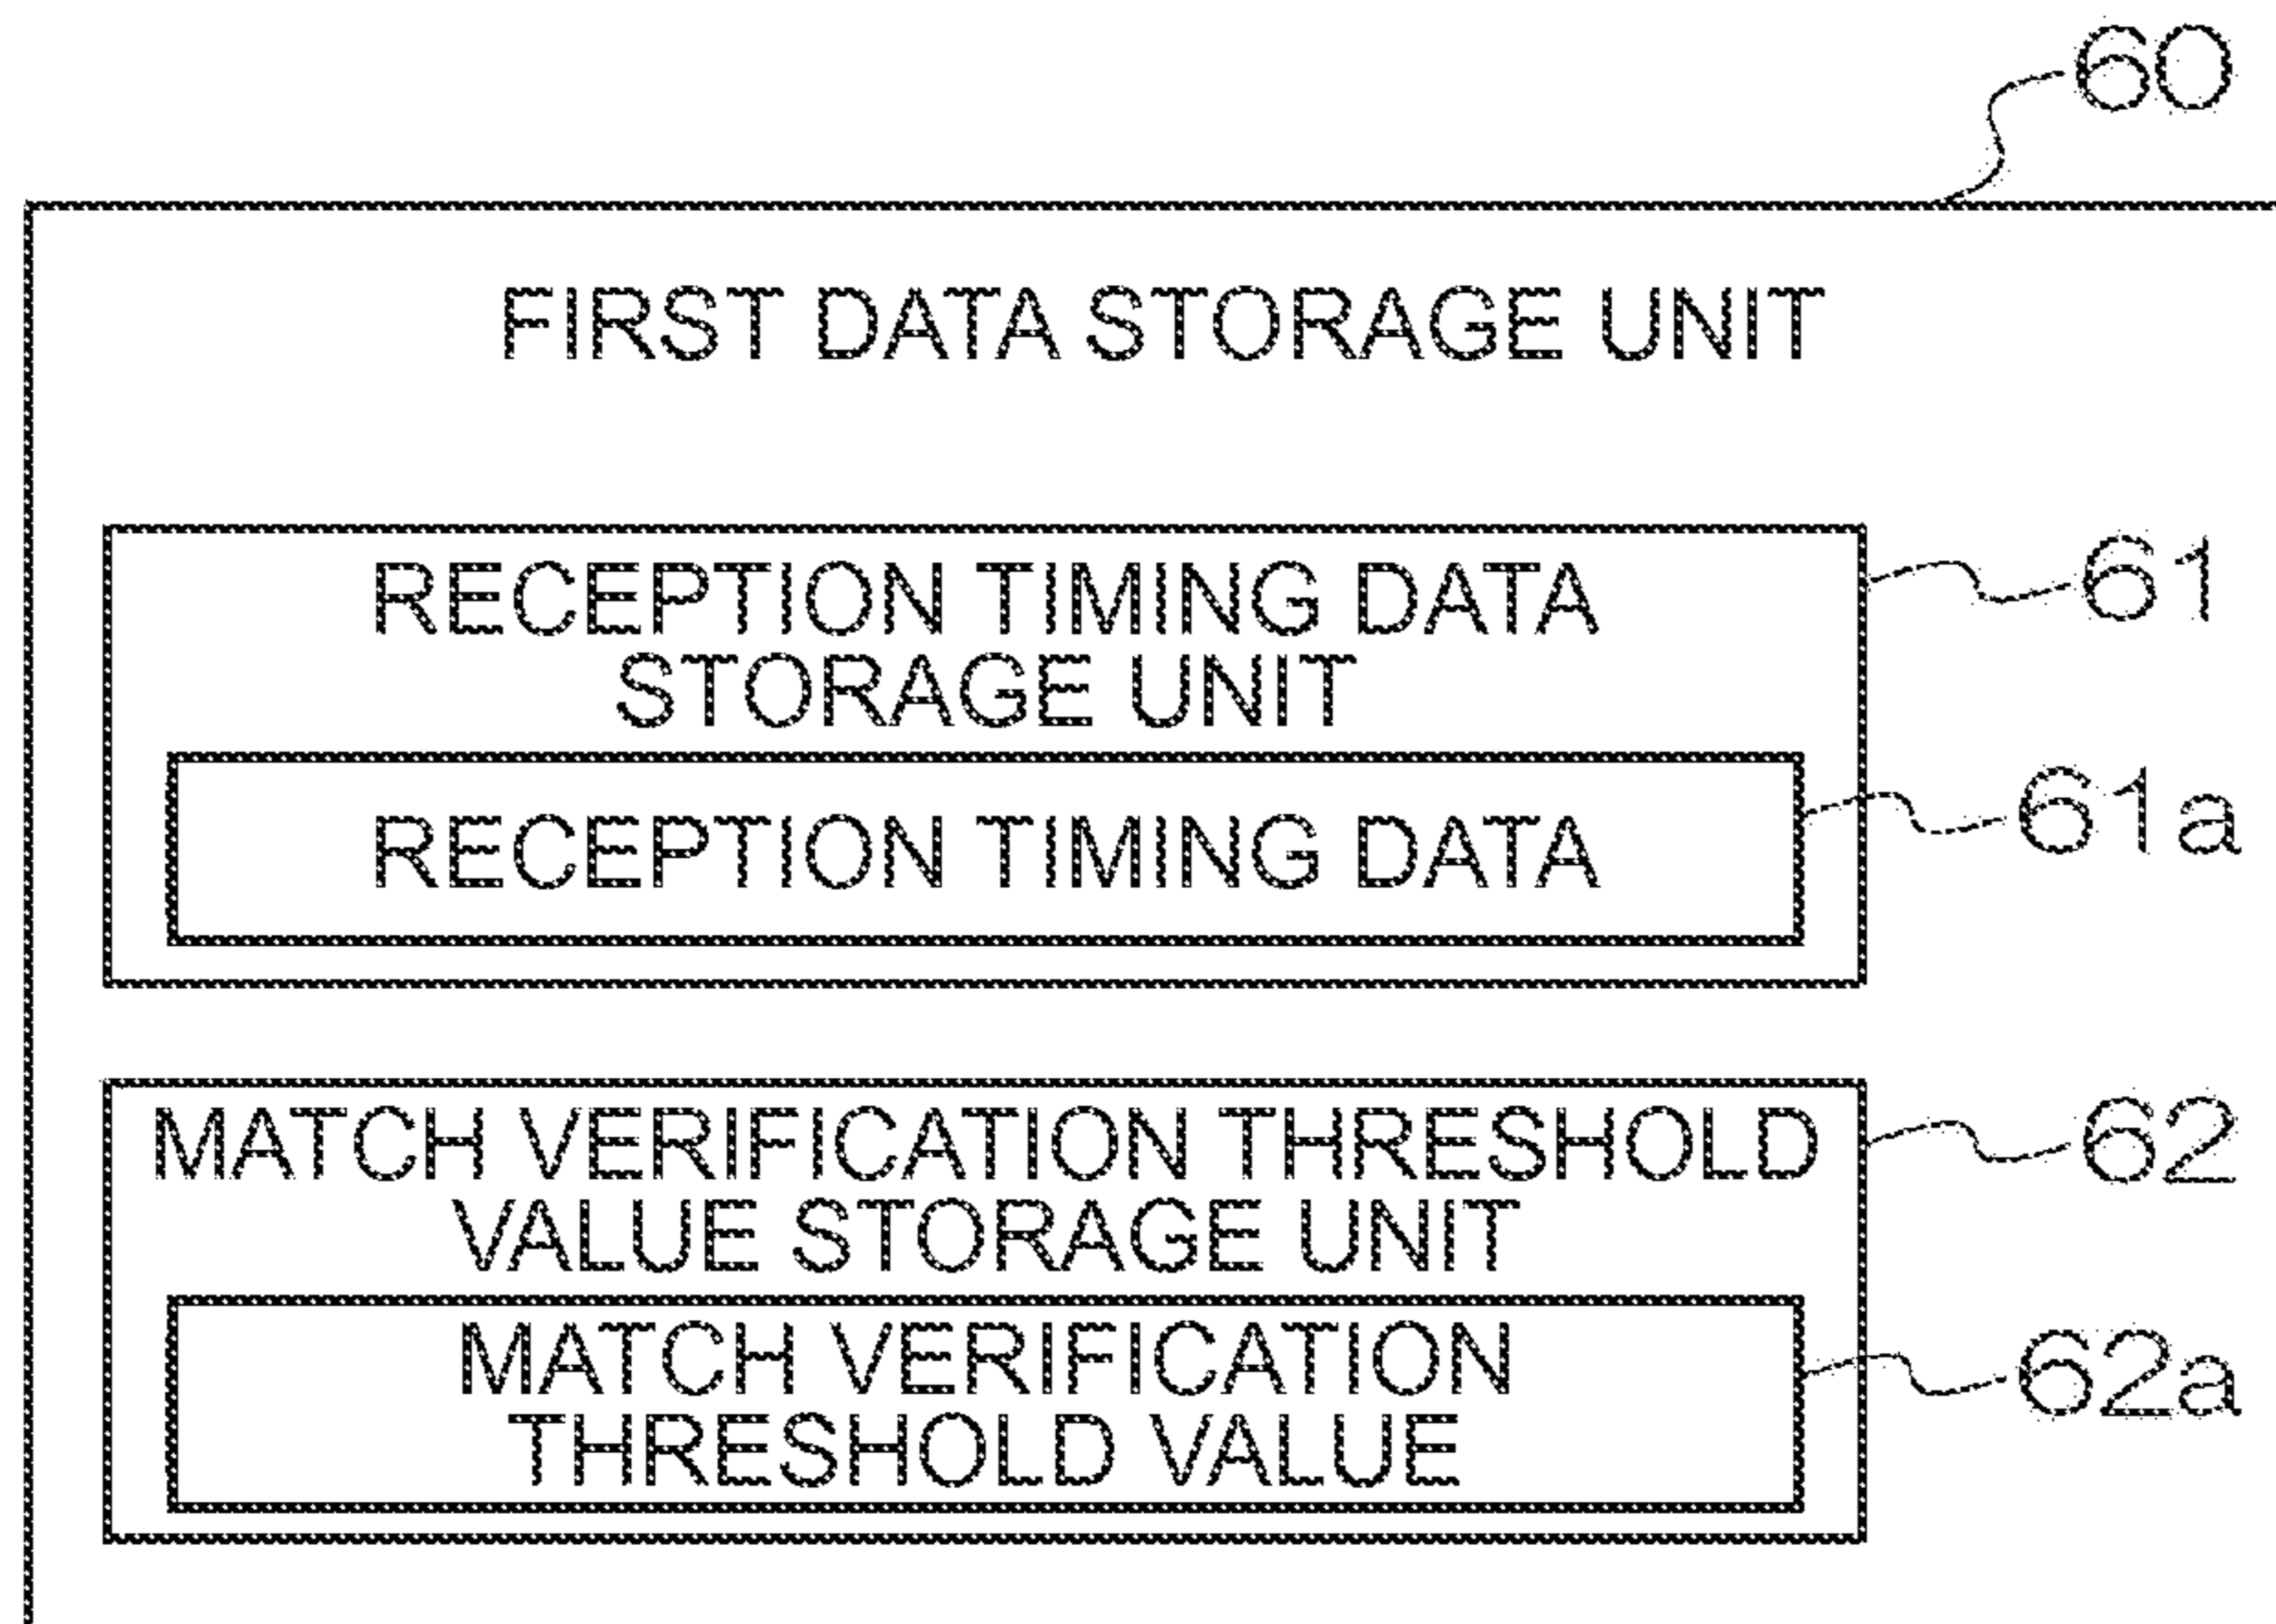 60
FIRST DATA STORAGE UNIT
RECEPTION TIMING DATA
STORAGE UNIT
61
RECEPTION TIMING DATA
61a
MATCH VERIFICATION THRESHOLD
VALUE STORAGE UNIT
62
MATCH VERIFICATION
THRESHOLD VALUE
62a